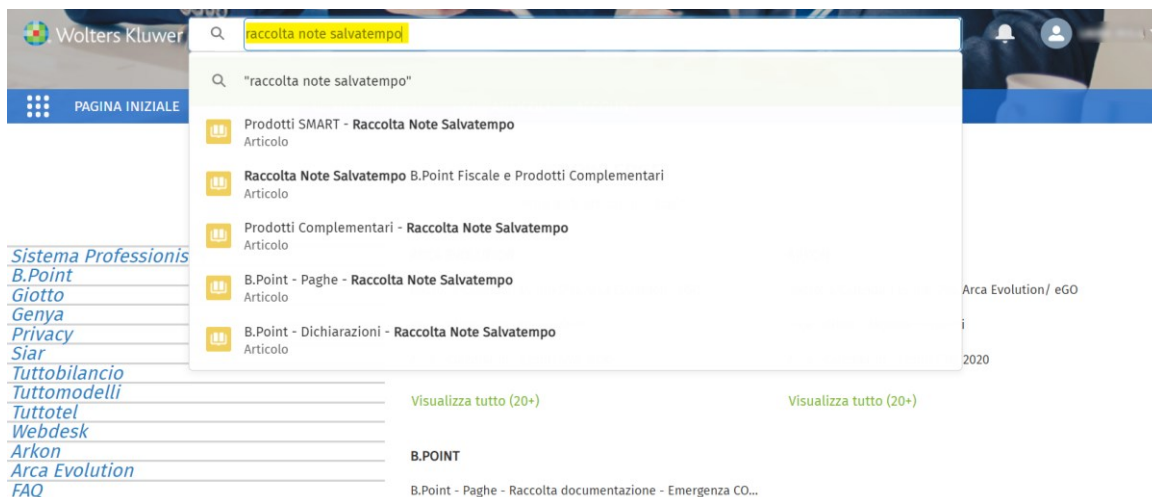 Wolters Kluwer
raccolta note salvatempo
"raccolta note salvatempo"
PAGINA INIZIALE
Prodotti SMART - Raccolta Note Salvatempo
Articolo
Raccolta Note Salvatempo B.Point Fiscale e Prodotti Complementari
Articolo
Prodotti Complementari - Raccolta Note Salvatempo
Articolo
B.Point - Paghe - Raccolta Note Salvatempo
Articolo
B.Point - Dichiarazioni - Raccolta Note Salvatempo
Articolo
Sistema Professionis
B.Point
Giotto
Genya
Privacy
Siar
Tuttobilancio
Tuttomodelli
Tuttotel
Webdesk
Arkon
Arca Evolution
FAQ
Arca Evolution/ eGO
i
2020
Visualizza tutto (20+)
Visualizza tutto (20+)
B.POINT
B.Point - Paghe - Raccolta documentazione - Emergenza CO...